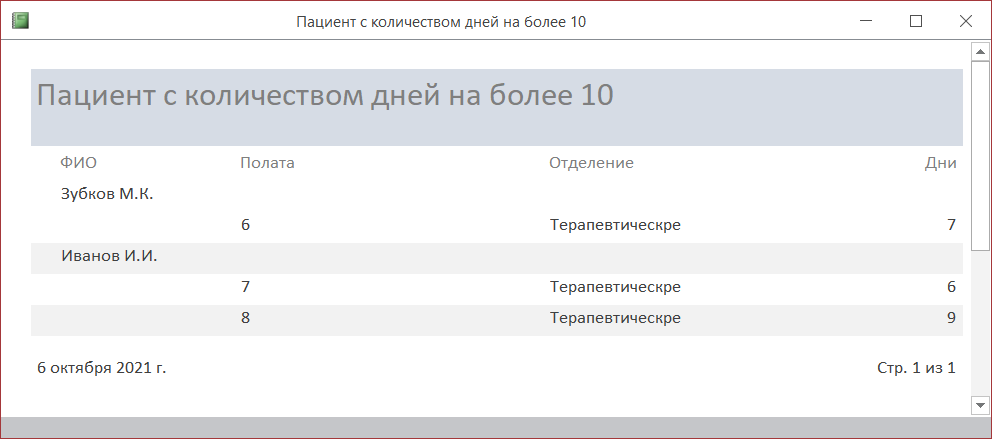 Пациент с количеством дней на более 10
Пациент с количеством дней на более 10
ФИО Полата Отделение Дни
Зубков М.К.
6 Терапевтическре 7
Иванов И.И.
7 Терапевтическре 6
8 Терапевтическре 9
6 октября 2021 г. Стр. 1 из 1